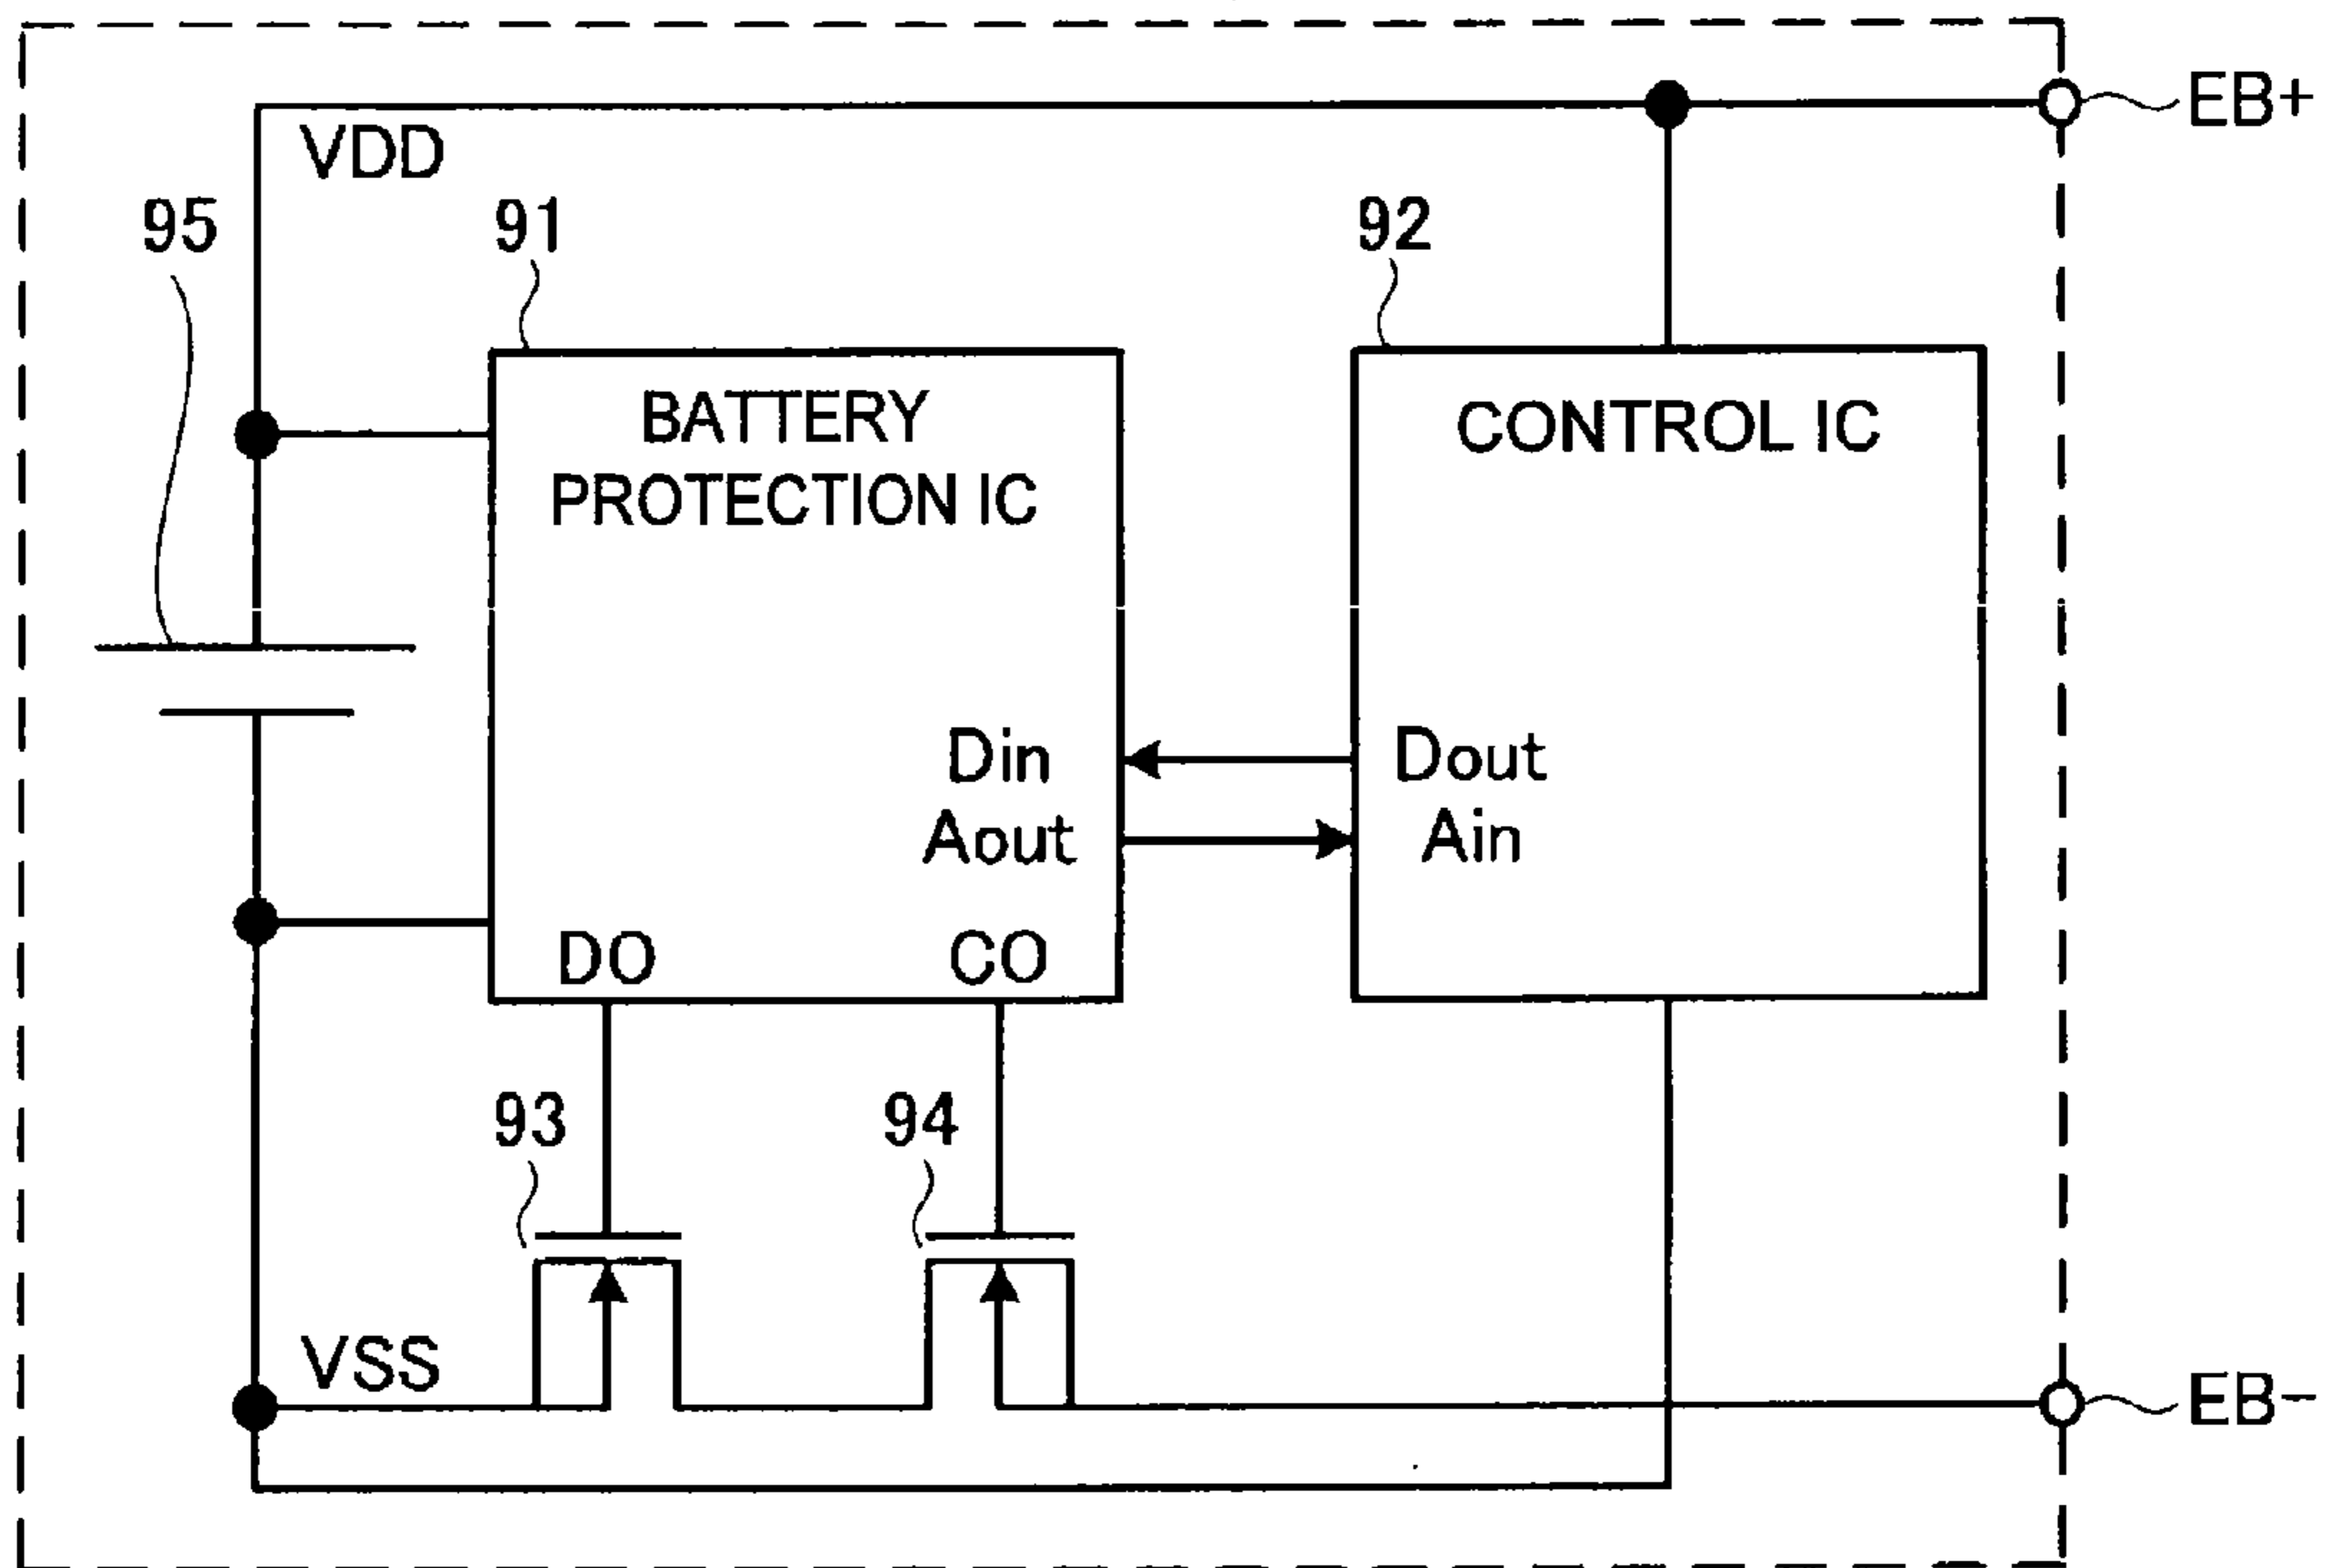 EB+
VDD
95
91
92
BATTERY
PROTECTION IC
CONTROL IC
Din
Dout
Aout
Ain
DO
CO
93
94
VSS
EB−